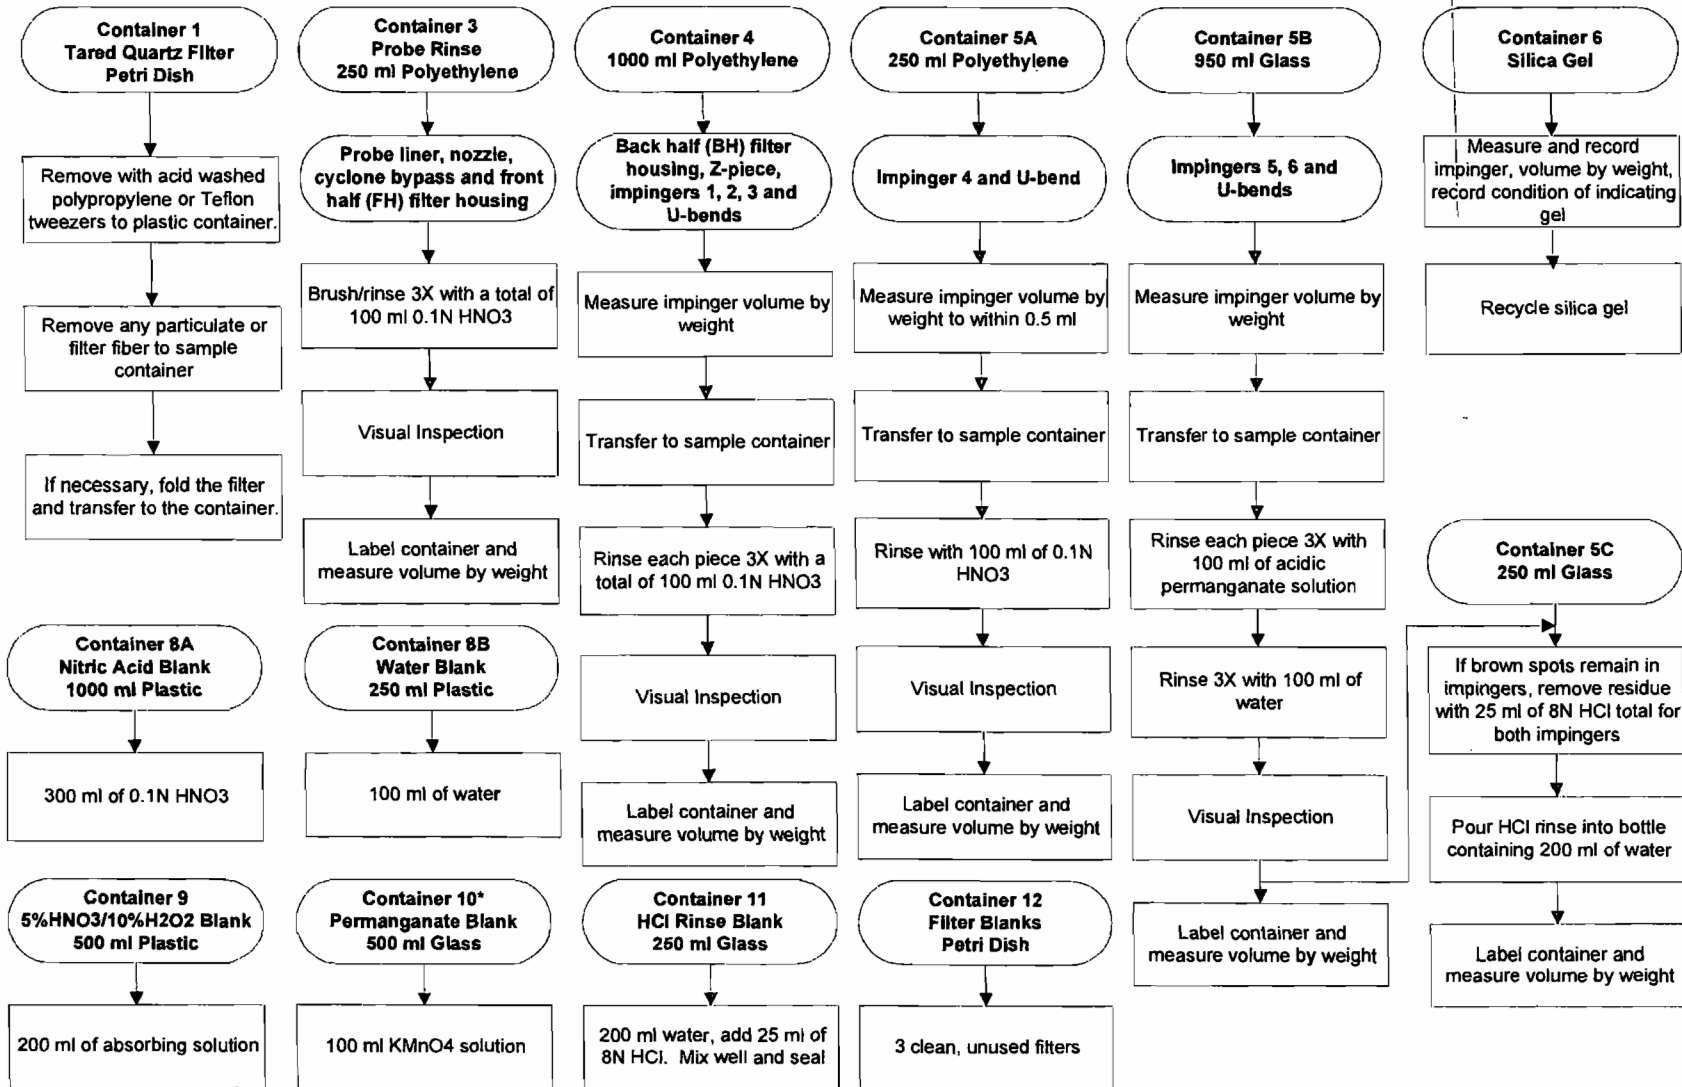 Container 1
Tared Quartz Filter
Petri Dish
Remove with acid washed
polypropylene or Teflon
tweezers to plastic container.
Remove any particulate or
filter fiber to sample
container
If necessary, fold the filter
and transfer to the container.
Container 3
Probe Rinse
250 ml Polyethylene
Probe liner, nozzle,
cyclone bypass and front
half (FH) filter housing
Brush/rinse 3X with a total of
100 ml 0.1N HNO3
Visual Inspection
Label container and
measure volume by weight
Container 4
1000 ml Polyethylene
Back half (BH) filter
housing, Z-piece,
impingers 1, 2, 3 and
U-bends
Measure impinger volume by
weight
Transfer to sample container
Rinse each piece 3X with a
total of 100 ml 0.1N HNO3
Visual Inspection
Label container and
measure volume by weight
Container 5A
250 ml Polyethylene
Impinger 4 and U-bend
Measure impinger volume by
weight to within 0.5 ml
Transfer to sample container
Rinse with 100 ml of 0.1N
HNO3
Visual Inspection
Label container and
measure volume by weight
Container 5B
950 ml Glass
Impingers 5, 6 and
U-bends
Measure impinger volume by
weight
Transfer to sample container
Rinse each piece 3X with
100 ml of acidic
permanganate solution
Rinse 3X with 100 ml of
water
Visual Inspection
Label container and
measure volume by weight
Container 6
Silica Gel
Measure and record
impinger, volume by weight,
record condition of indicating
gel
Recycle silica gel
Container 5C
250 ml Glass
If brown spots remain in
impingers, remove residue
with 25 ml of 8N HCl total for
both impingers
Pour HCl rinse into bottle
containing 200 ml of water
Label container and
measure volume by weight
Container 8A
Nitric Acid Blank
1000 ml Plastic
300 ml of 0.1N HNO3
Container 8B
Water Blank
250 ml Plastic
100 ml of water
Container 9
5%HNO3/10%H2O2 Blank
500 ml Plastic
200 ml of absorbing solution
Container 10*
Permanganate Blank
500 ml Glass
100 ml KMnO4 solution
Container 11
HCl Rinse Blank
250 ml Glass
200 ml water, add 25 ml of
8N HCl. Mix well and seal
Container 12
Filter Blanks
Petri Dish
3 clean, unused filters